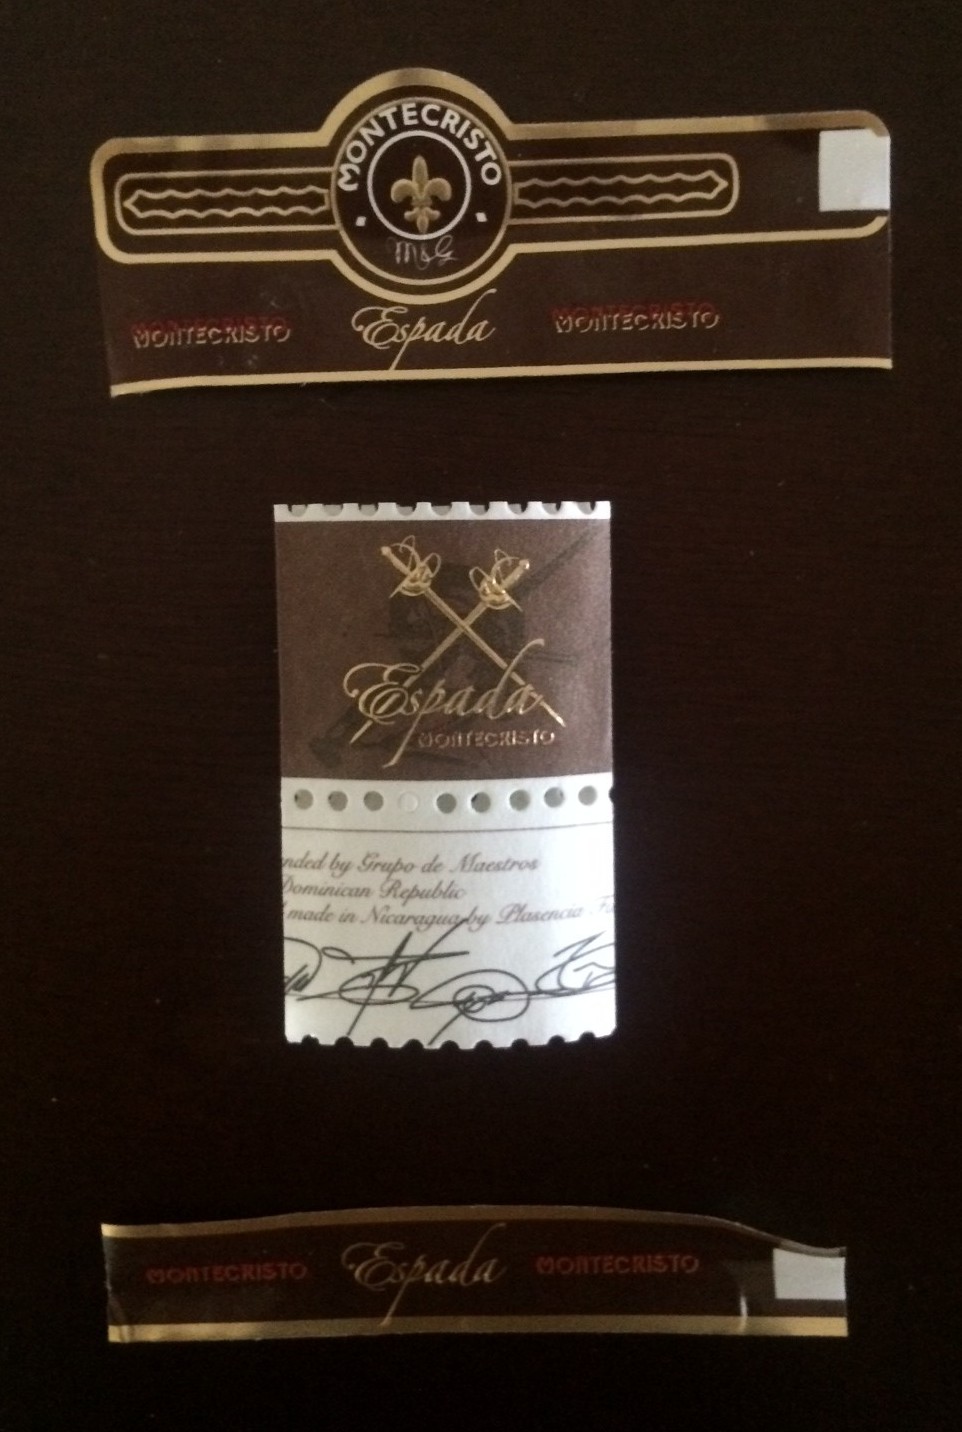 MONTECRISTO
M&G
MONTECRISTO Espada MONTECRISTO
Espada
MONTECRISTO
by Grupo de Maestros
Dominican Republic
made in Nicaragua by Plasencia
MONTECRISTO Espada MONTECRISTO